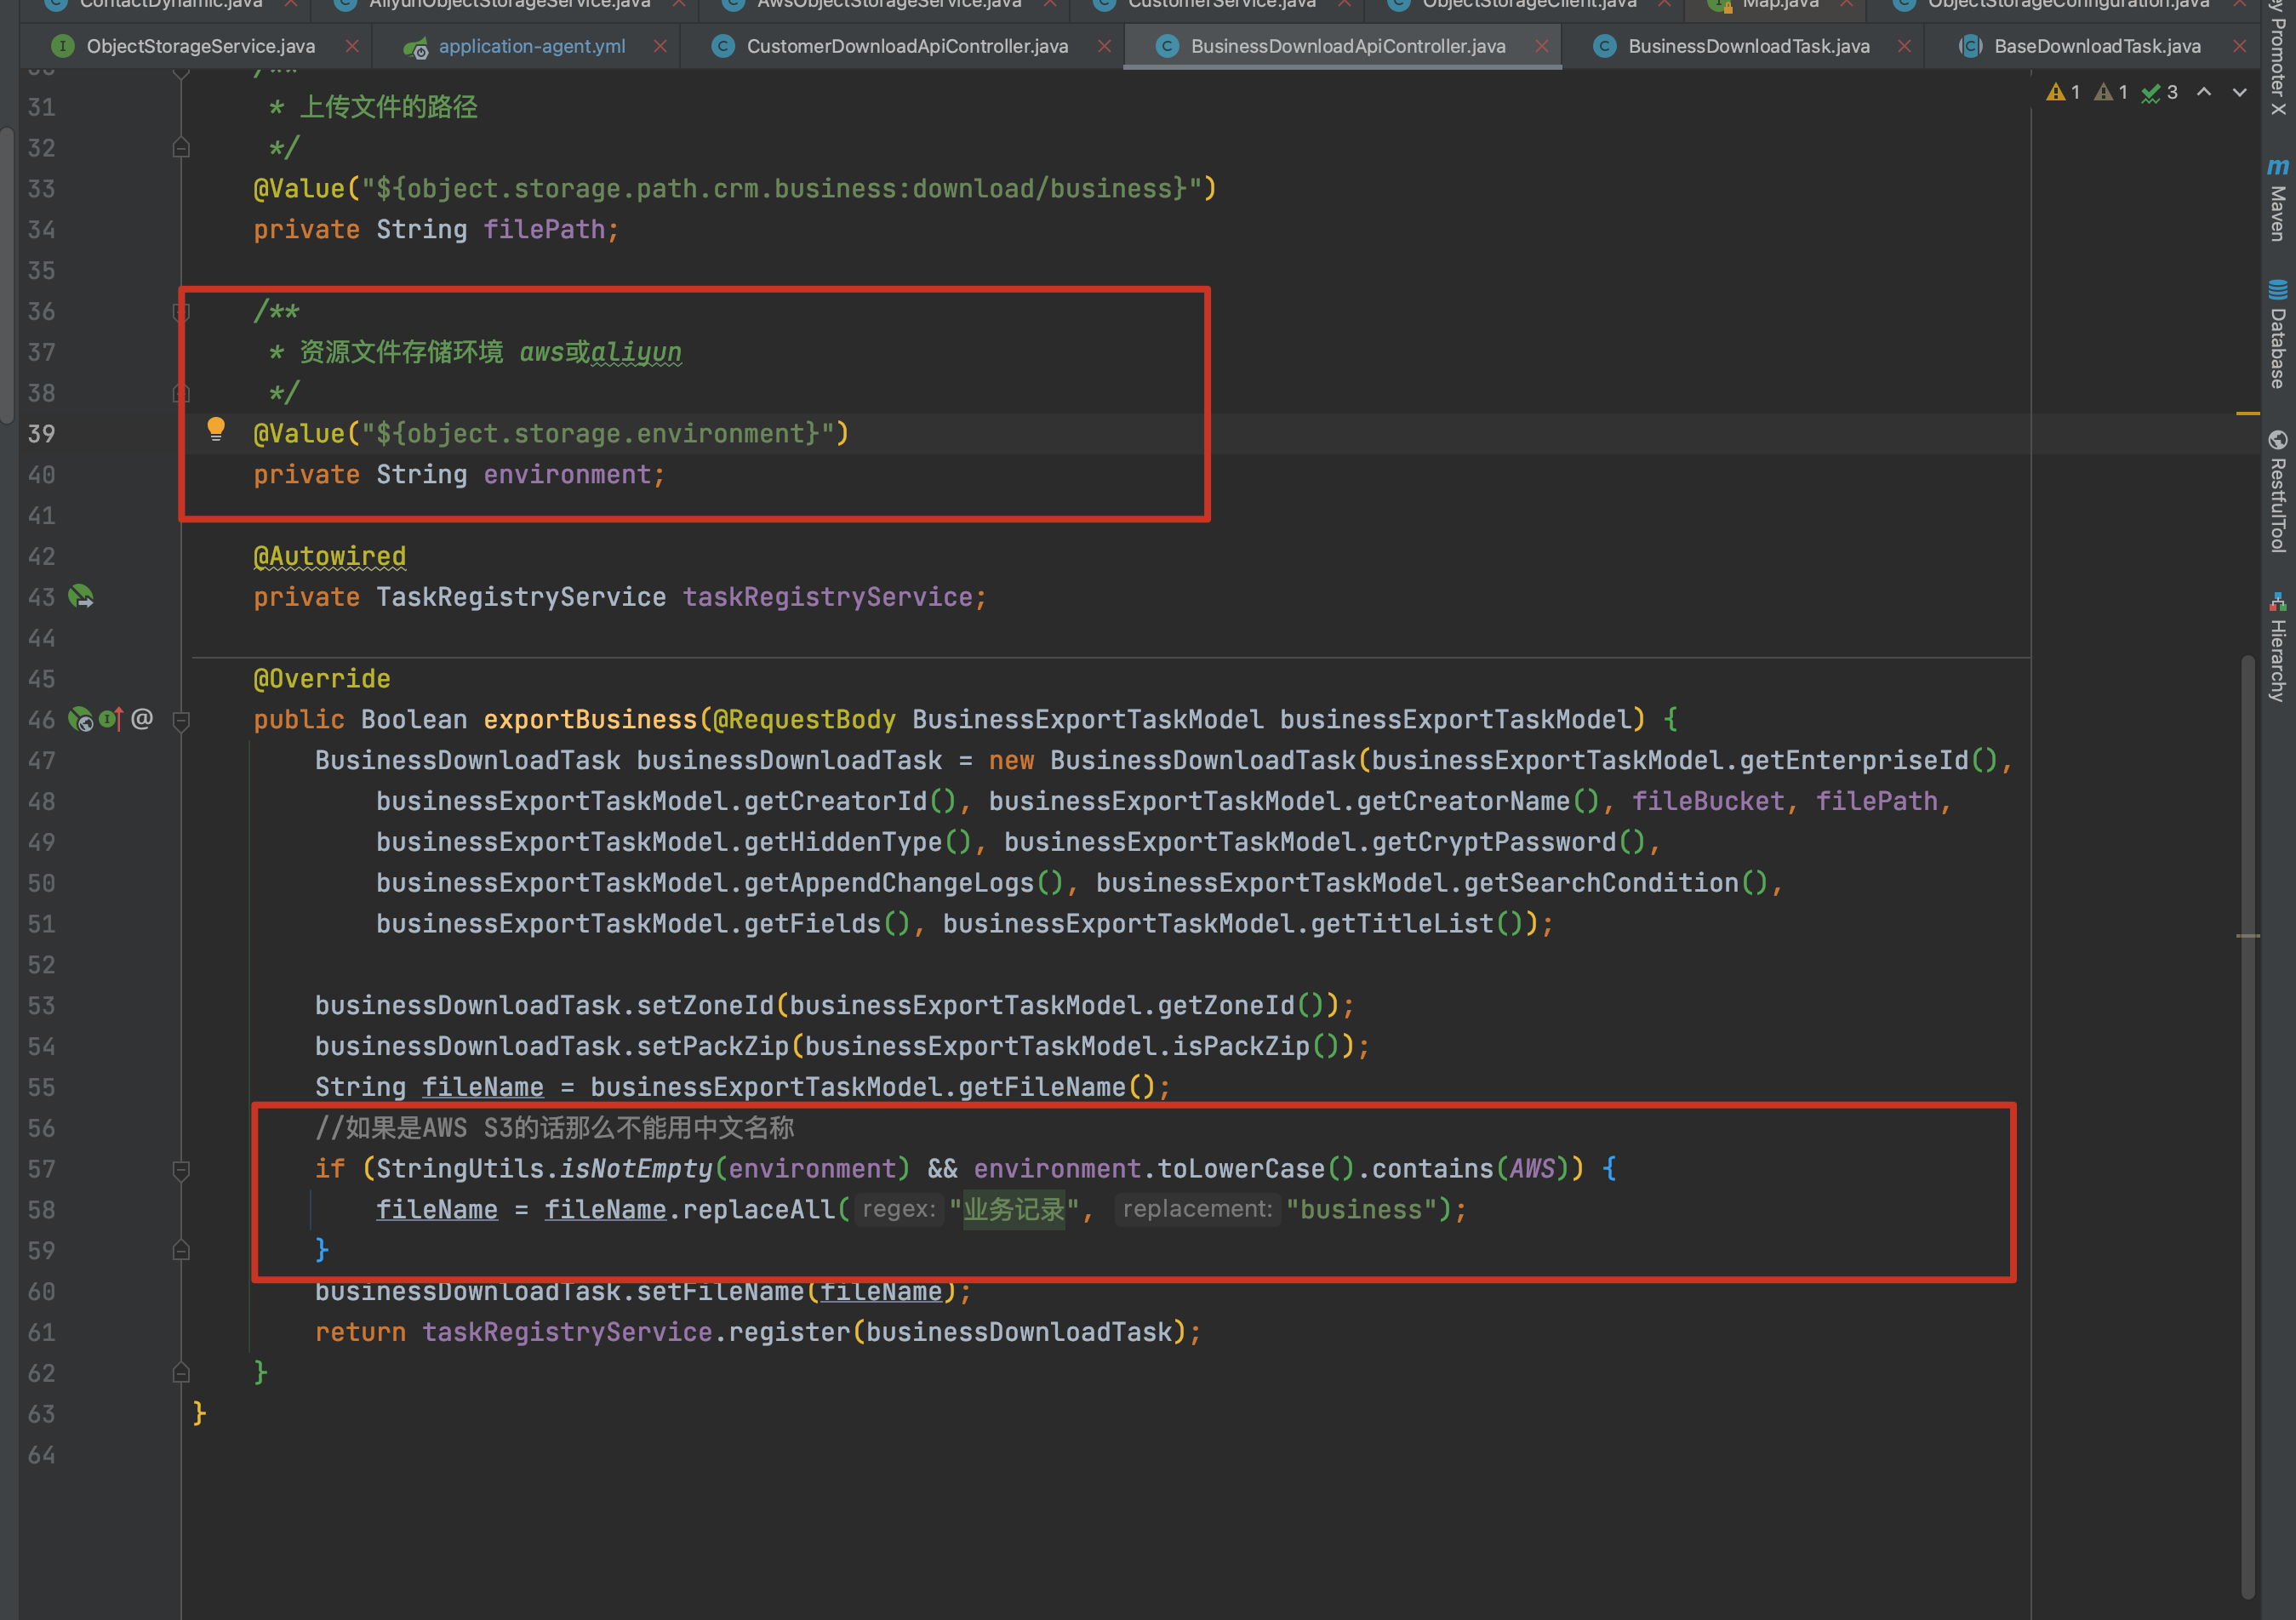 ContactDynamic.java AliyunObjectStorageService.java AwsObjectStorageService.java CustomerService.java ObjectStorageClient.java Map.java ObjectStorageConfiguration.java
ObjectStorageService.java application-agent.yml CustomerDownloadApiController.java BusinessDownloadApiController.java BusinessDownloadTask.java BaseDownloadTask.java
1 1 3
30 /**
31 * 上传文件的路径
32 */
33 @Value("${object.storage.path.crm.business:download/business}")
34 private String filePath;
35
36 /**
37 * 资源文件存储环境 aws或aliyun
38 */
39 @Value("${object.storage.environment}")
40 private String environment;
41
42 @Autowired
43 private TaskRegistryService taskRegistryService;
44
45 @Override
46 @ public Boolean exportBusiness(@RequestBody BusinessExportTaskModel businessExportTaskModel) {
47 BusinessDownloadTask businessDownloadTask = new BusinessDownloadTask(businessExportTaskModel.getEnterpriseId(),
48 businessExportTaskModel.getCreatorId(), businessExportTaskModel.getCreatorName(), fileBucket, filePath,
49 businessExportTaskModel.getHiddenType(), businessExportTaskModel.getCryptPassword(),
50 businessExportTaskModel.getAppendChangeLogs(), businessExportTaskModel.getSearchCondition(),
51 businessExportTaskModel.getFields(), businessExportTaskModel.getTitleList());
52
53 businessDownloadTask.setZoneId(businessExportTaskModel.getZoneId());
54 businessDownloadTask.setPackZip(businessExportTaskModel.isPackZip());
55 String fileName = businessExportTaskModel.getFileName();
56 //如果是AWS S3的话那么不能用中文名称
57 if (StringUtils.isNotEmpty(environment) && environment.toLowerCase().contains(AWS)) {
58 fileName = fileName.replaceAll( regex: "业务记录", replacement: "business");
59 }
60 businessDownloadTask.setFileName(fileName);
61 return taskRegistryService.register(businessDownloadTask);
62 }
63 }
64
ey Promoter X
m Maven
Database
RestfulTool
Hierarchy